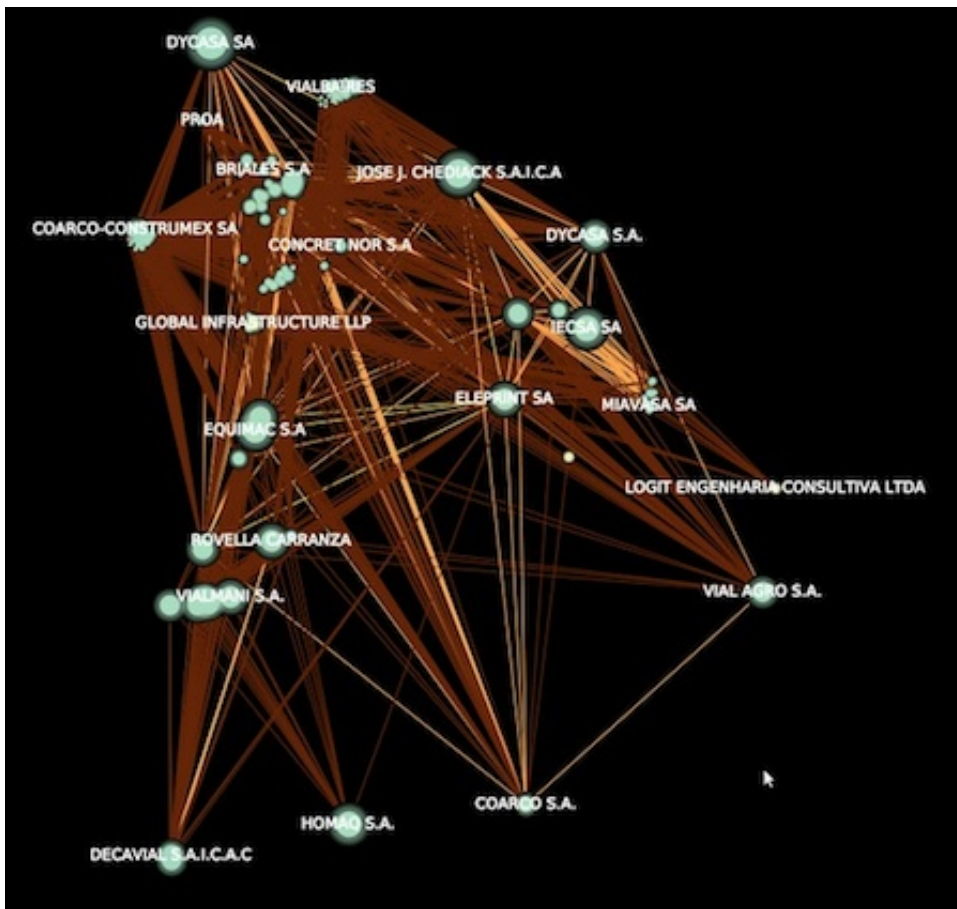 DYCASA SA
VIALBAIRES
PROA
BRIALES S.A
JOSE J. CHEDIACK S.A.I.C.A
COARCO-CONSTRUMEX SA
DYCASA S.A.
CONCRET NOR S.A
GLOBAL INFRASTRUCTURE LLP
IECSA SA
ELEPRINT SA
MIAVASA SA
EQUIMAC S.A
LOGIT ENGENHARIA CONSULTIVA LTDA
ROVELLA CARRANZA
VIALMANI S.A.
VIAL AGRO S.A.
COARCO S.A.
HOMAQ S.A.
DECAVIAL S.A.I.C.A.C